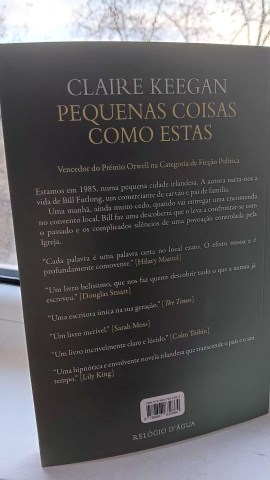 CLAIRE KEEGAN
PEQUENAS COISAS
COMO ESTAS
Vencedor do Prémio Orwell na Categoria de Ficção Política
Estamos em 1985, numa pequena cidade irlandesa. A autora narra-nos a
vida de Bill Furlong, um comerciante de carvão e pai de família.
Uma manhã, ainda muito cedo, quando vai entregar uma encomenda
no convento local, Bill faz uma descoberta que o leva a confrontar-se com
o passado e os complicados silêncios de uma povoação controlada pela
Igreja.
“Cada palavra é uma palavra certa no local exato. O efeito ressoa e é
profundamente comovente.” [Hilary Mantel]
“Um livro belíssimo, que nos faz querer descobrir tudo o que a autora já
escreveu.” [Douglas Stuart]
“Uma escritora única na sua geração.” [The Times]
“Um livro incrível.” [Sarah Moss]
“Um livro incrivelmente claro e lúcido.” [Colm Tóibín]
“Uma hipnótica e envolvente novela irlandesa que transcende o país e o seu
tempo.” [Lily King]
RELÓGIO D'ÁGUA